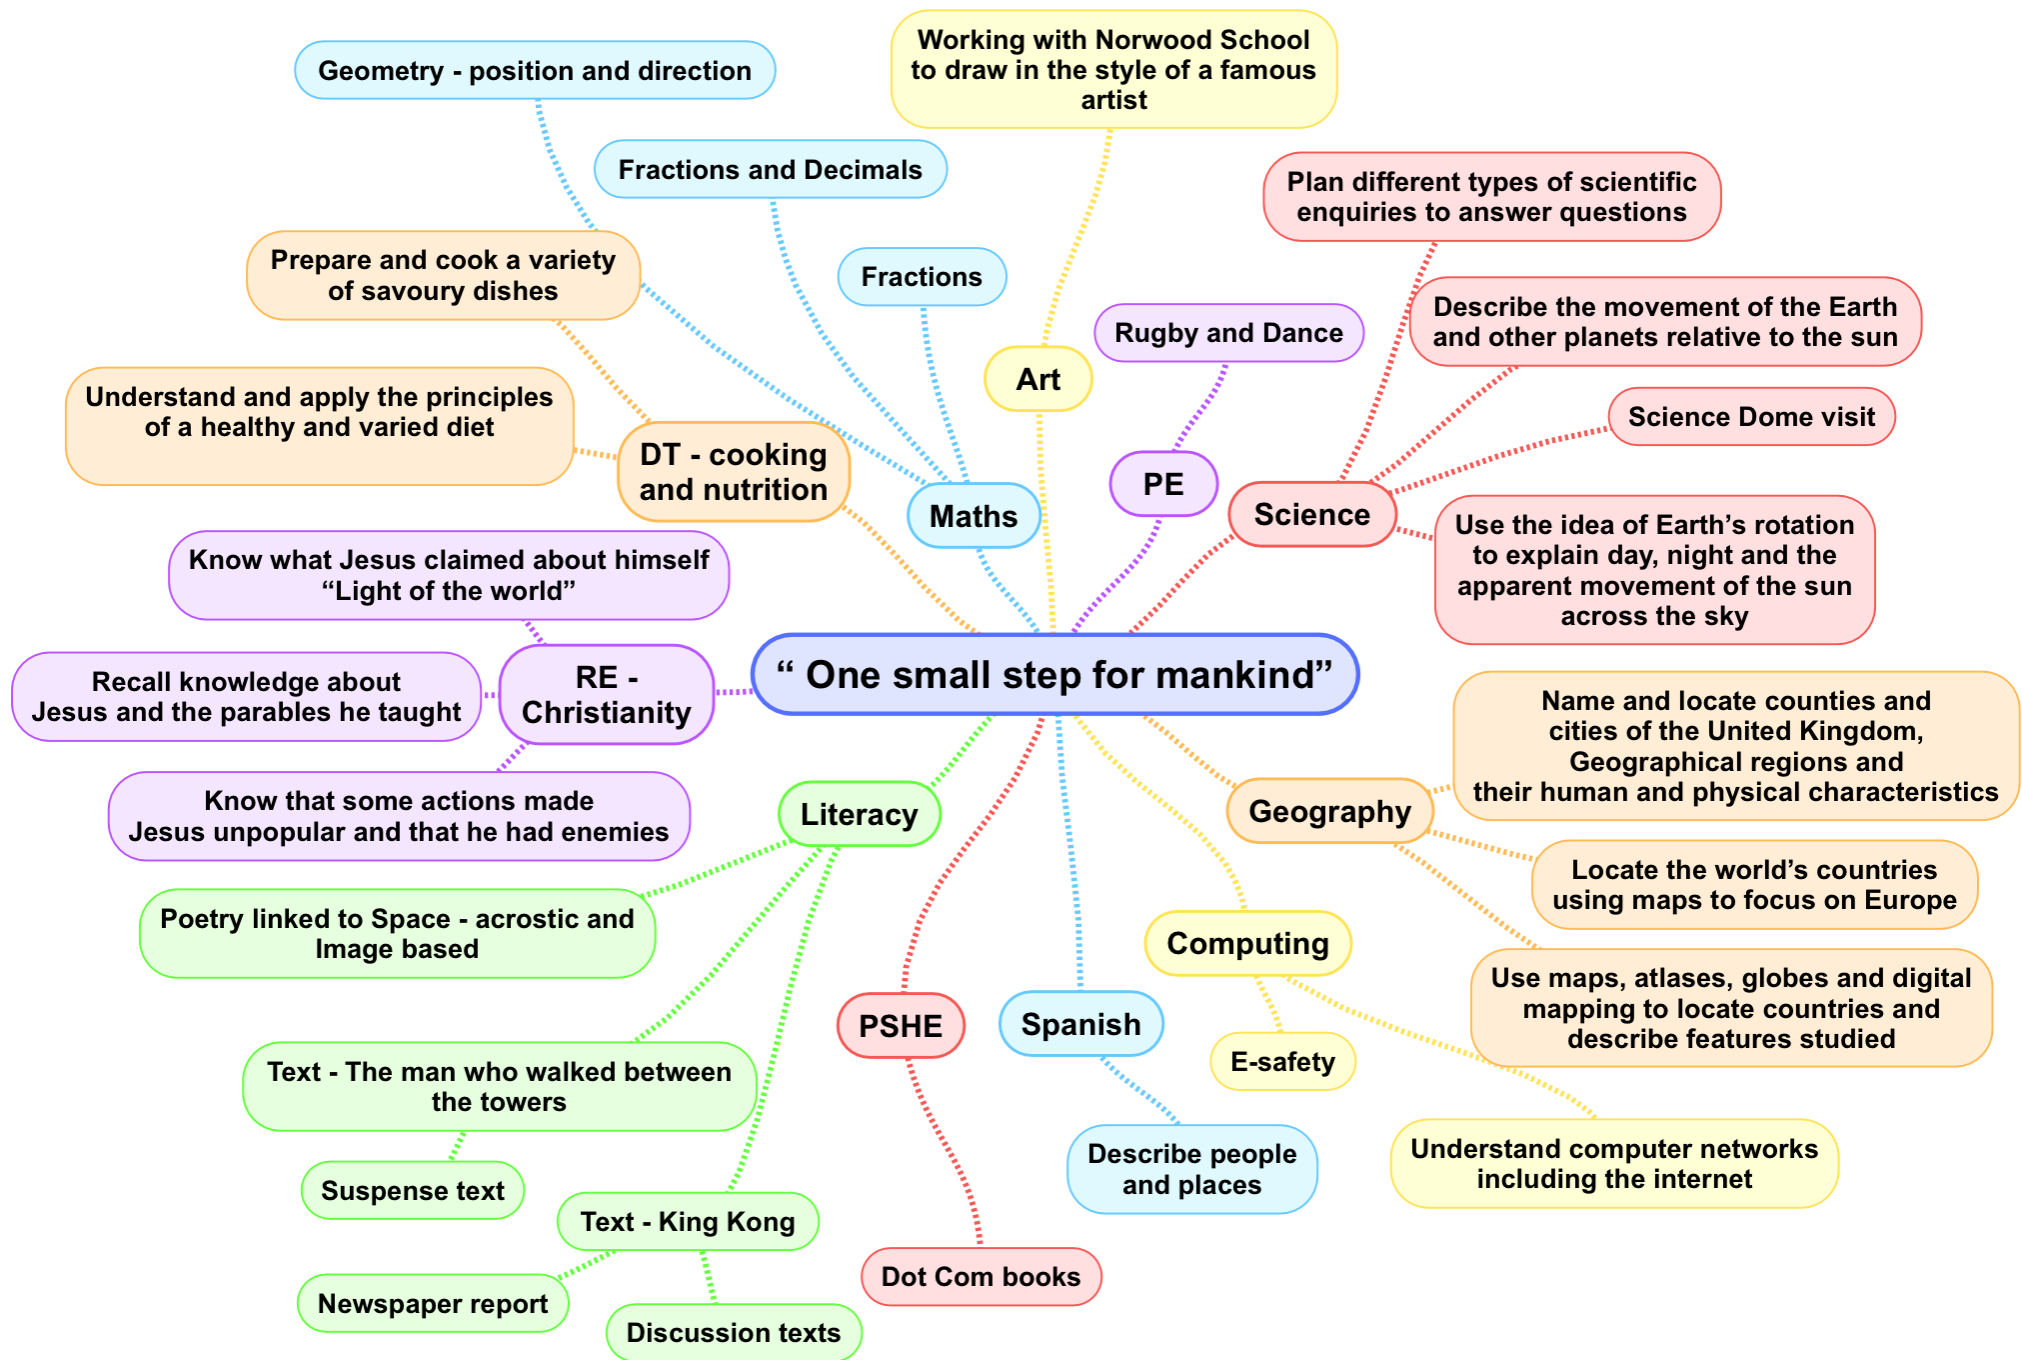 Working with Norwood School
to draw in the style of a famous
artist
Geometry - position and direction
Fractions and Decimals
Plan different types of scientific
enquiries to answer questions
Prepare and cook a variety
of savoury dishes
Fractions
Rugby and Dance
Describe the movement of the Earth
and other planets relative to the sun
Art
Understand and apply the principles
of a healthy and varied diet
Science Dome visit
DT - cooking
and nutrition
Maths
PE
Science
Use the idea of Earth’s rotation
to explain day, night and the
apparent movement of the sun
across the sky
Know what Jesus claimed about himself
“Light of the world”
Recall knowledge about
Jesus and the parables he taught
RE -
Christianity
“ One small step for mankind”
Name and locate counties and
cities of the United Kingdom,
Geographical regions and
their human and physical characteristics
Know that some actions made
Jesus unpopular and that he had enemies
Literacy
Geography
Locate the world’s countries
using maps to focus on Europe
Poetry linked to Space - acrostic and
Image based
Computing
Use maps, atlases, globes and digital
mapping to locate countries and
describe features studied
PSHE
Spanish
E-safety
Text - The man who walked between
the towers
Describe people
and places
Understand computer networks
including the internet
Suspense text
Text - King Kong
Dot Com books
Newspaper report
Discussion texts